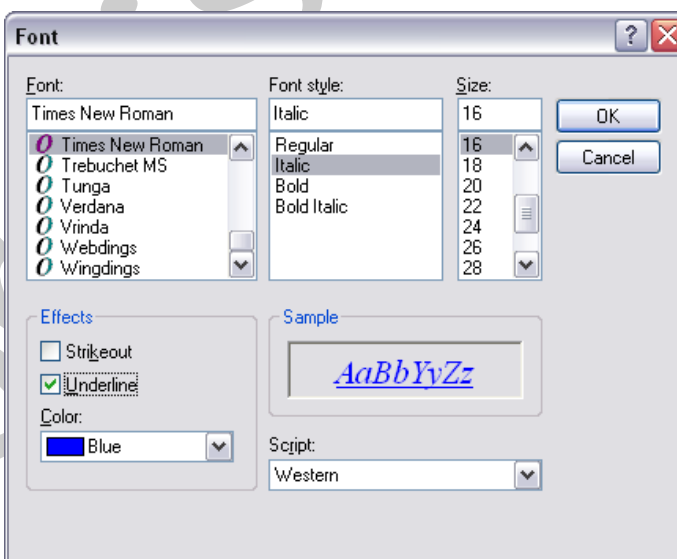 Font
?
Font: Font style: Size:
Times New Roman Italic 16 OK
Times New Roman Regular 16
Trebuchet MS Italic 18 Cancel
Tunga Bold 20
Verdana Bold Italic 22
Vrinda 24
Webdings 26
Wingdings 28
Effects Sample
Strikeout
Underline AaBbYyZz
Color:
Blue Script:
Western